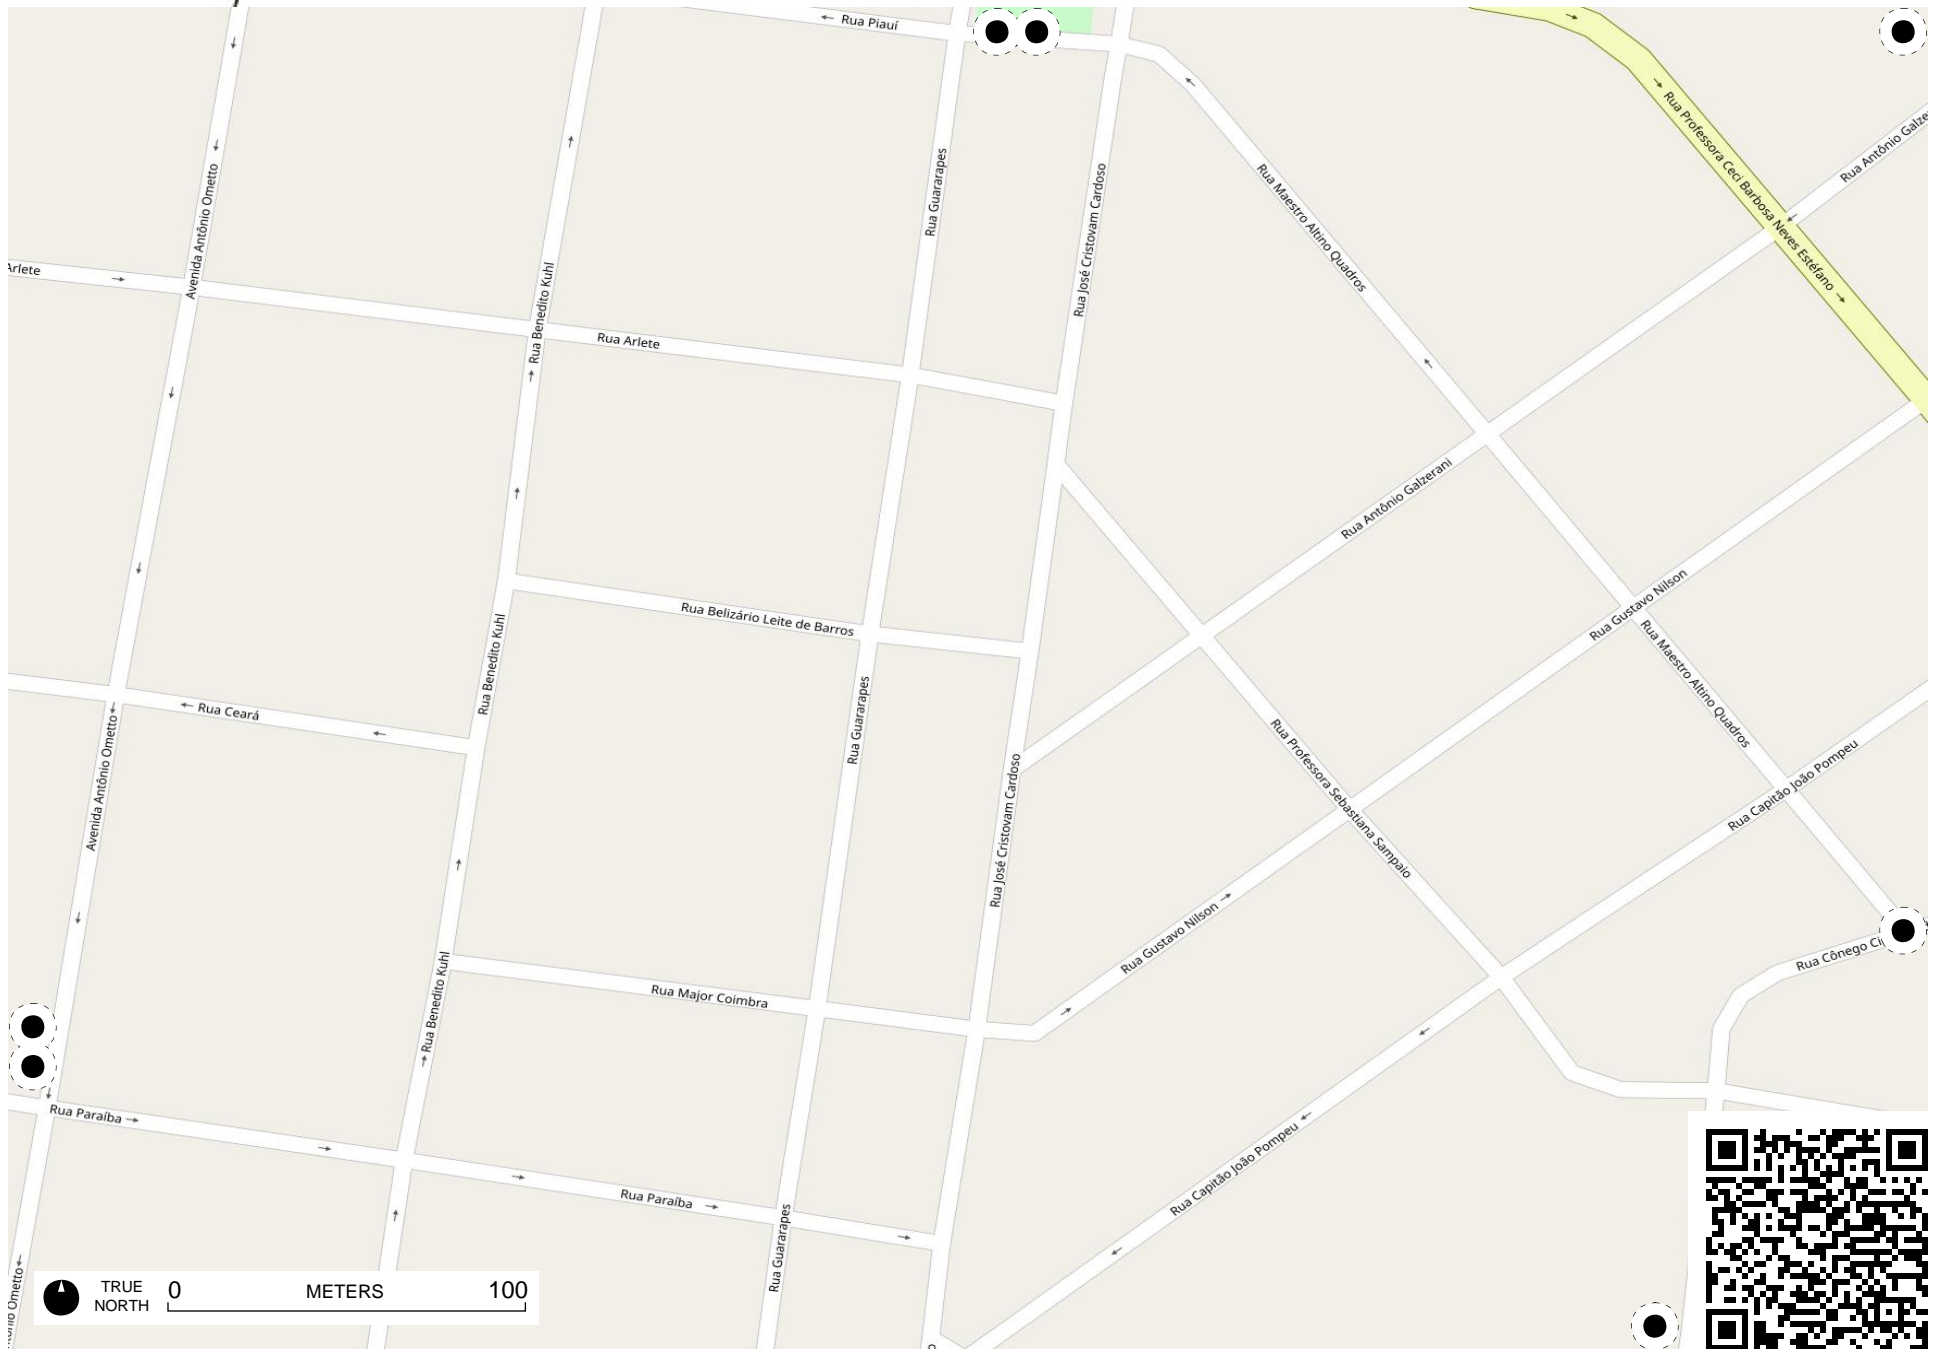 Rua Piauí
Rua Professora Ceci Barbosa Neves Estéfano
Rua Antônio
Avenida Antônio Ometto
Rua Guararapes
Rua José Cristovam Cardoso
Rua Maestro Altino Quadros
Arlete
Rua Benedito Kuhl
Rua Arlete
Rua Antônio Galzerani
Rua Gustavo Nilson
Rua Belizário Leite de Barros
Rua Benedito Kuhl
Rua Maestro Altino Quadros
Rua Guararapes
Rua Ceará
Avenida Antônio Ometto
Rua José Cristovam Cardoso
Rua Professora Sebastiana Sampaio
Rua Capitão João Pompeu
Rua Gustavo Nilson
Rua Cônego
Rua Benedito Kuhl
Rua Major Coimbra
Rua Paraíba
Rua Capitão João Pompeu
Rua Paraíba
Rua Guararapes
Ometto
TRUE
NORTH
0 METERS 100